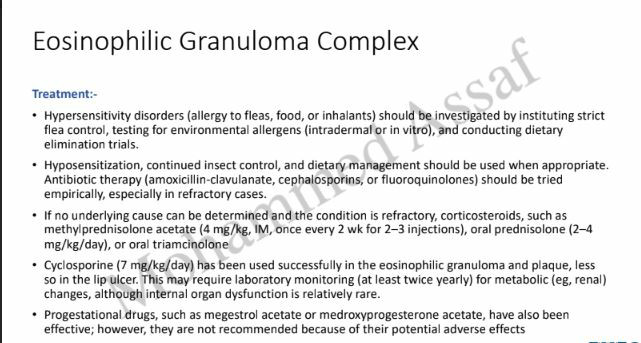 Eosinophilic Granuloma Complex
Treatment:-
• Hypersensitivity disorders (allergy to fleas, food, or inhalants) should be investigated by instituting strict
flea control, testing for environmental allergens (intradermal or in vitro), and conducting dietary
elimination trials.
• Hyposensitization, continued insect control, and dietary management should be used when appropriate.
Antibiotic therapy (amoxicillin-clavulanate, cephalosporins, or fluoroquinolones) should be tried
empirically, especially in refractory cases.
• If no underlying cause can be determined and the condition is refractory, corticosteroids, such as
methylprednisolone acetate (4 mg/kg, IM, once every 2 wk for 2–3 injections), oral prednisolone (2–4
mg/kg/day), or oral triamcinolone
• Cyclosporine (7 mg/kg/day) has been used successfully in the eosinophilic granuloma and plaque, less
so in the lip ulcer. This may require laboratory monitoring (at least twice yearly) for metabolic (eg, renal)
changes, although internal organ dysfunction is relatively rare.
• Progestational drugs, such as megestrol acetate or medroxyprogesterone acetate, have also been
effective; however, they are not recommended because of their potential adverse effects
Mohammed Assaf